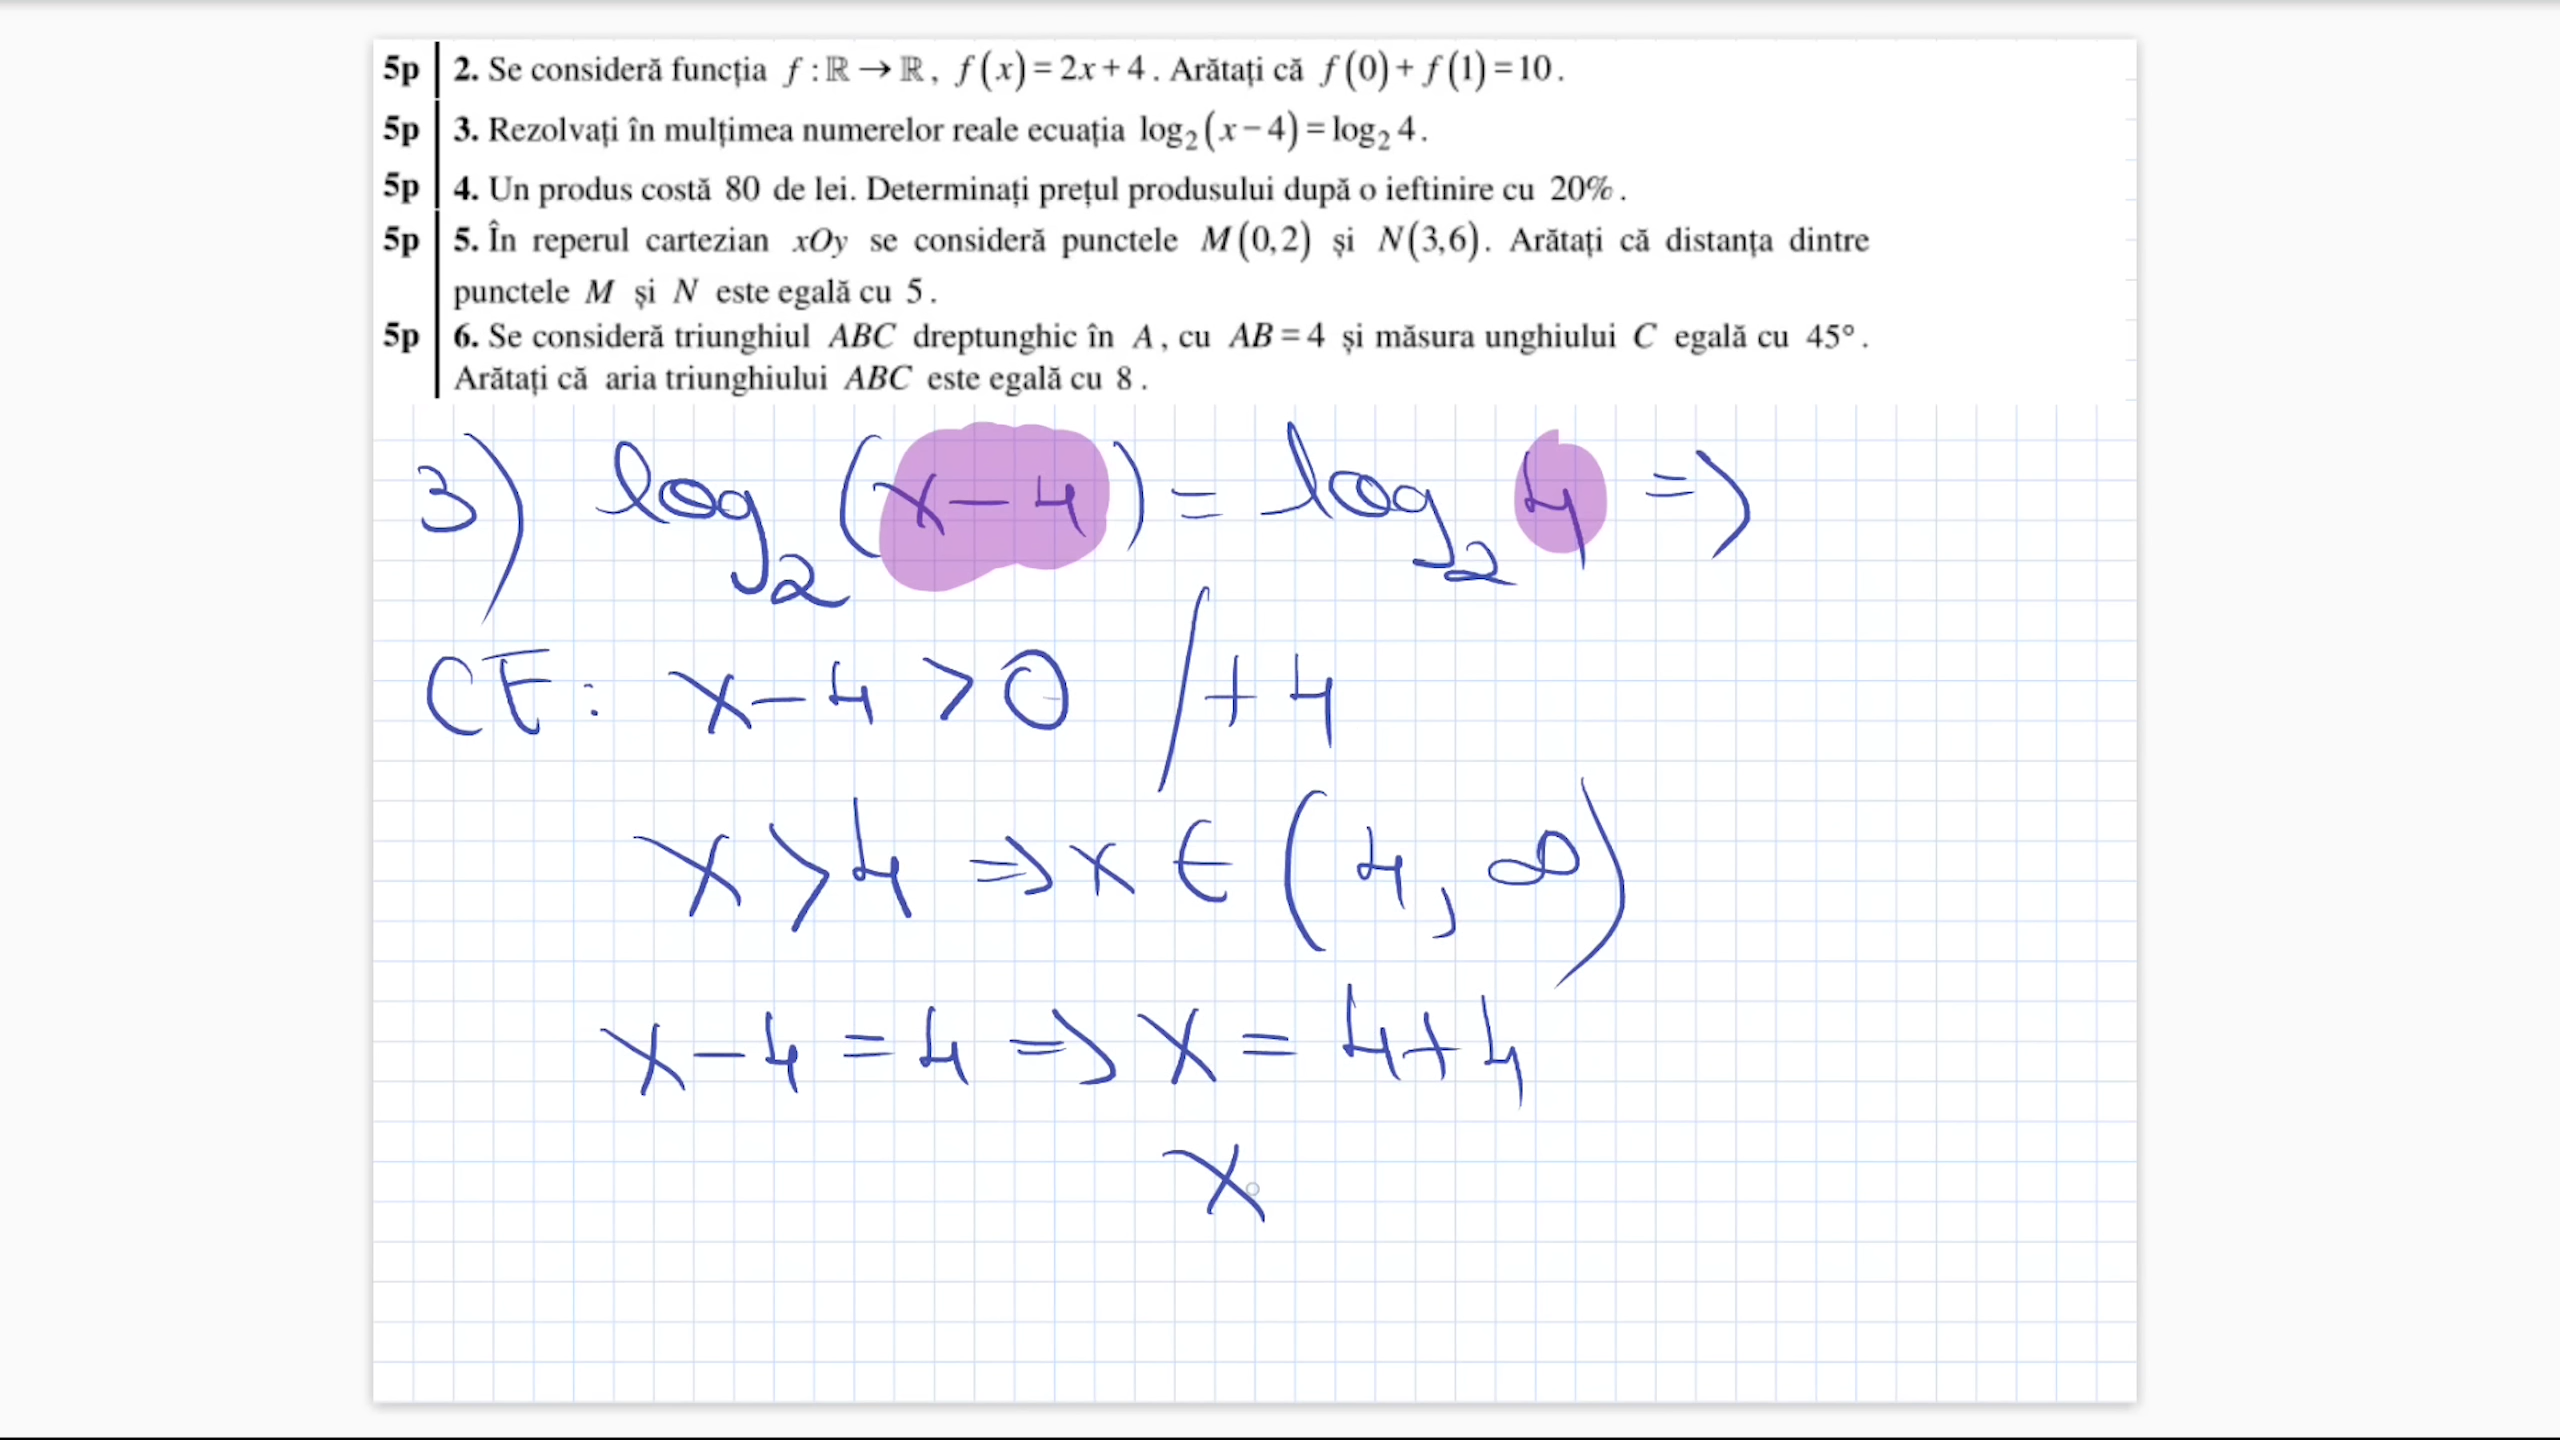 5p 2. Se consideră funcția f : ℝ → ℝ, f(x) = 2x + 4. Arătați că f(0) + f(1) = 10.
5p 3. Rezolvați în mulțimea numerelor reale ecuația log₂(x − 4) = log₂ 4.
5p 4. Un produs costă 80 de lei. Determinați prețul produsului după o ieftinire cu 20%.
5p 5. În reperul cartezian xOy se consideră punctele M(0,2) și N(3,6). Arătați că distanța dintre
punctele M și N este egală cu 5.
5p 6. Se consideră triunghiul ABC dreptunghic în A, cu AB = 4 și măsura unghiului C egală cu 45°.
Arătați că aria triunghiului ABC este egală cu 8.
3) log₂(x − 4) = log₂ 4 =>
CE: x − 4 > 0 / + 4
x > 4 => x ∈ (4, ∞)
x − 4 = 4 => x = 4 + 4
x